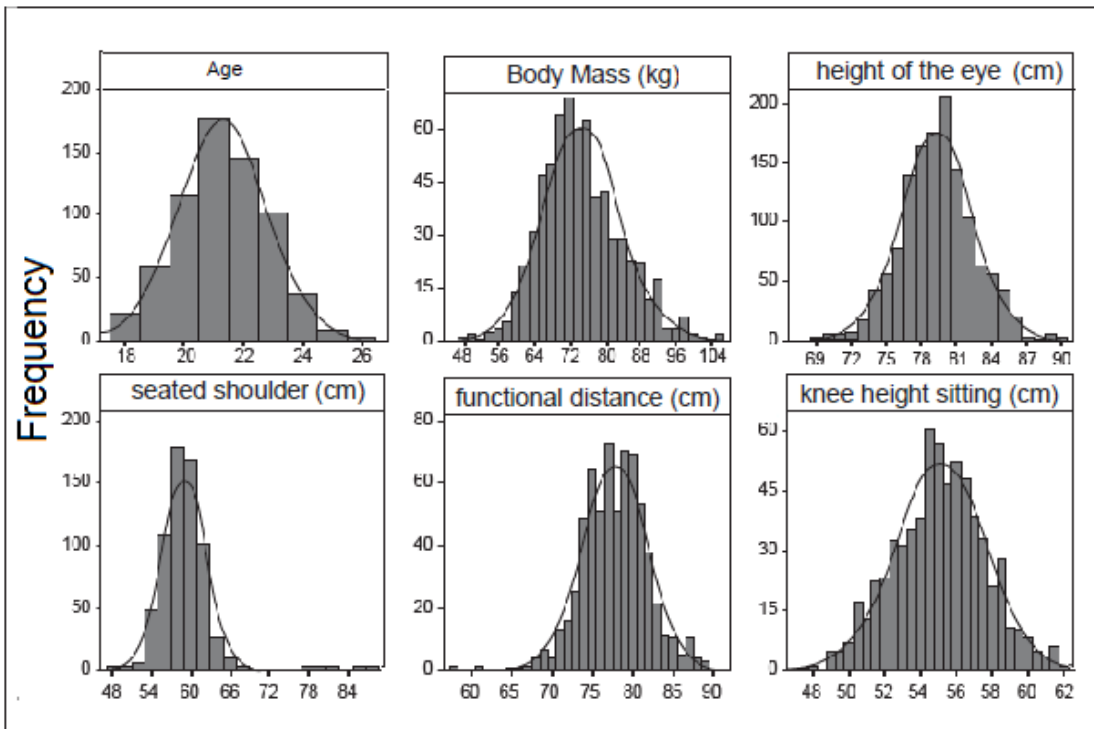 Frequency
Age
200
150
100
50
0
18 20 22 24 26
Body Mass (kg)
60
45
30
15
0
48 56 64 72 80 88 96 104
height of the eye (cm)
200
150
100
50
0
69 72 75 78 81 84 87 90
seated shoulder (cm)
200
150
100
50
0
48 54 60 66 72 78 84
functional distance (cm)
80
60
40
20
0
60 65 70 75 80 85 90
knee height sitting (cm)
60
45
30
15
0
48 50 52 54 56 58 60 62